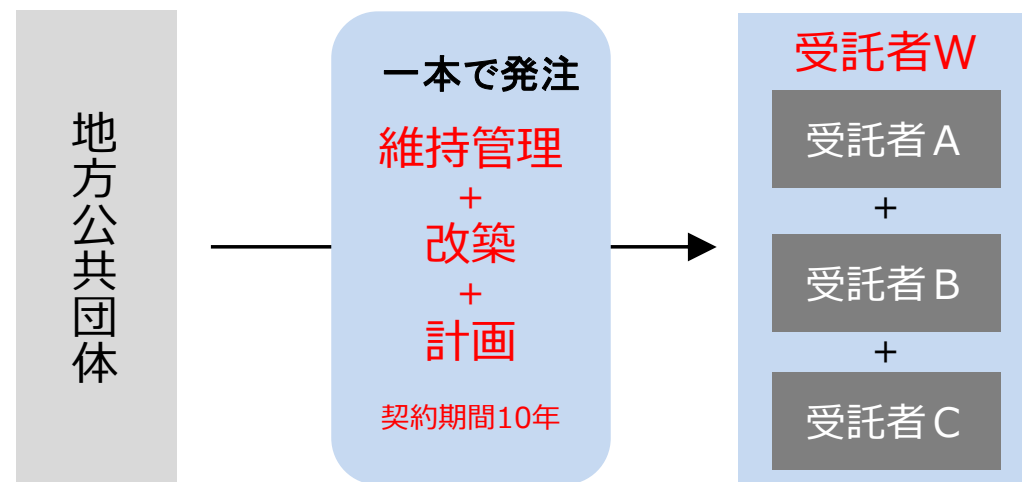 地方公共団体
一本で発注
維持管理
+
改築
+
計画
契約期間10年
受託者W
受託者A
+
受託者B
+
受託者C